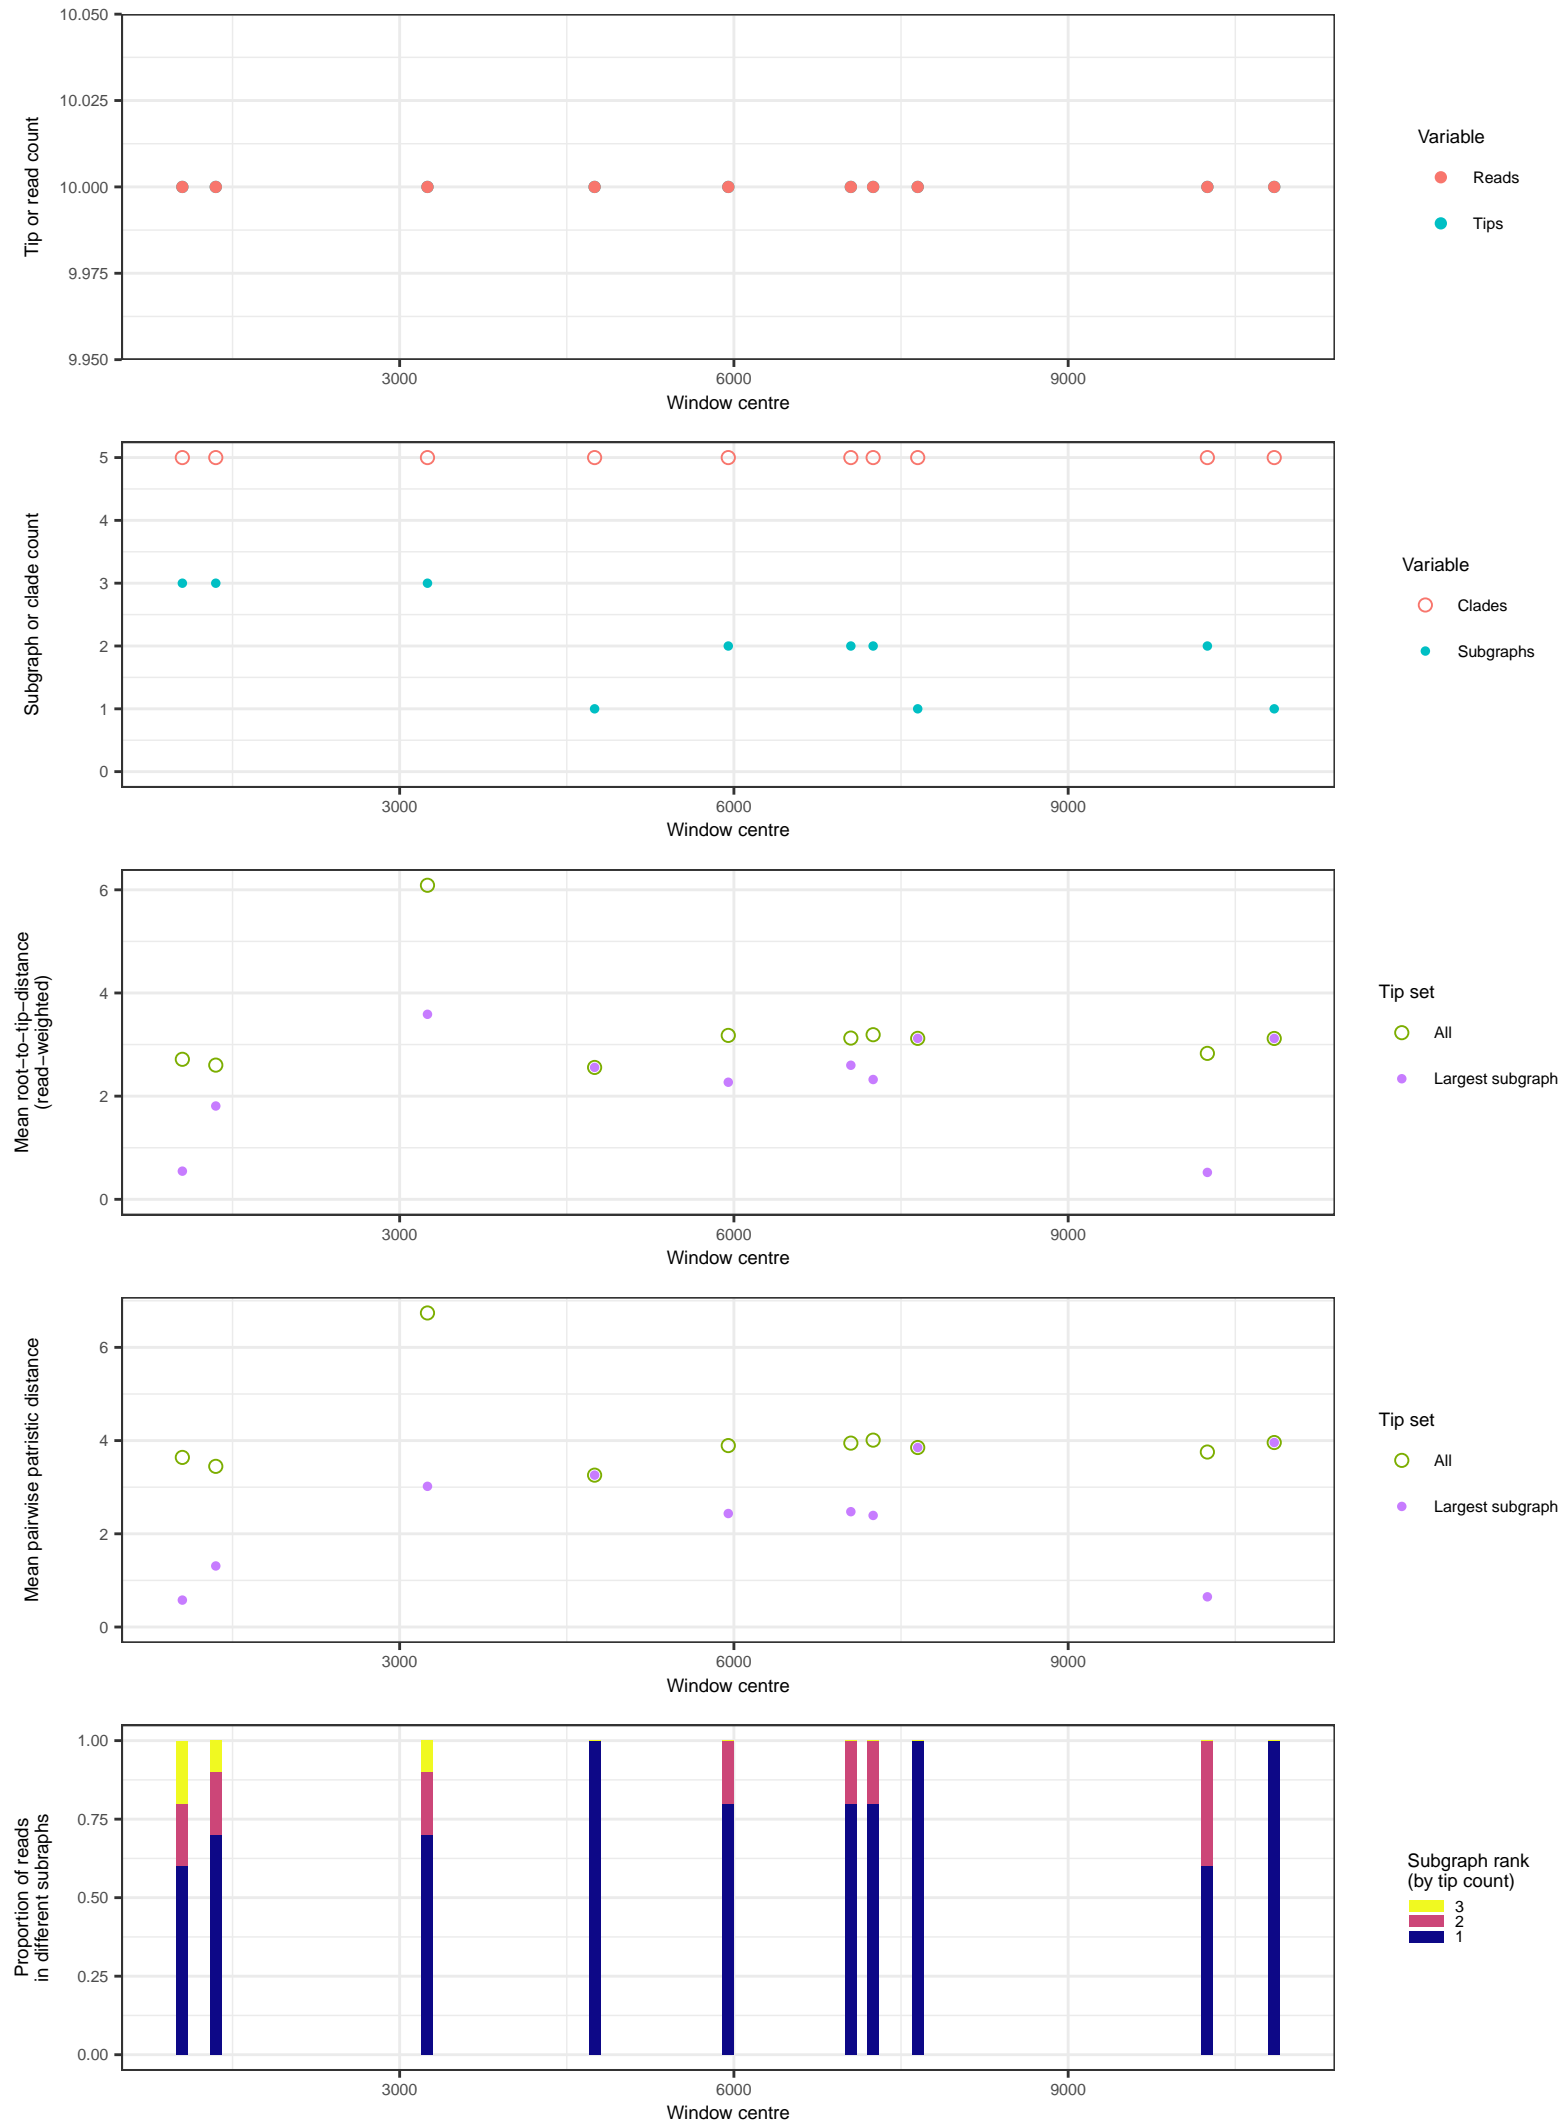 10.050
10.025
10.000
9.975
9.950
Tip or read count
3000
6000
9000
Window centre
Variable
Reads
Tips
5
4
3
2
1
0
Subgraph or clade count
3000
6000
9000
Window centre
Variable
Clades
Subgraphs
6
4
2
0
Mean root−to−tip−distance
(read−weighted)
3000
6000
9000
Window centre
Tip set
All
Largest subgraph
6
4
2
0
Mean pairwise patristic distance
3000
6000
9000
Window centre
Tip set
All
Largest subgraph
1.00
0.75
0.50
0.25
0.00
Proportion of reads
in different subraphs
3000
6000
9000
Window centre
Subgraph rank
(by tip count)
3
2
1